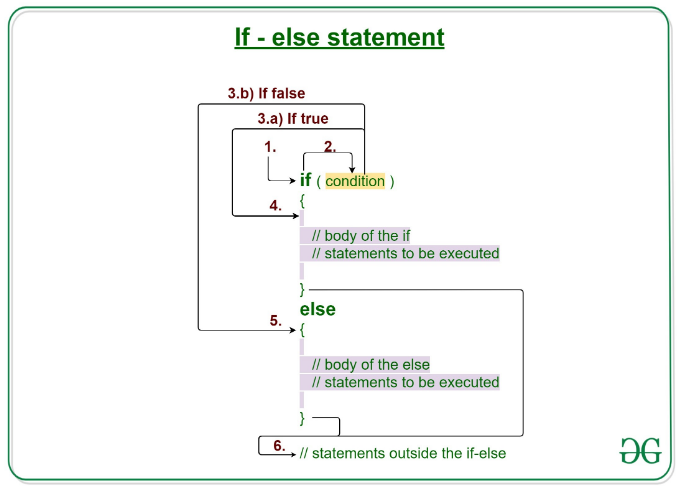 If - else statement
3.b) If false
3.a) If true
1. 2.
if ( condition )
4. {
// body of the if
// statements to be executed
}
else
5. {
// body of the else
// statements to be executed
}
6. // statements outside the if-else